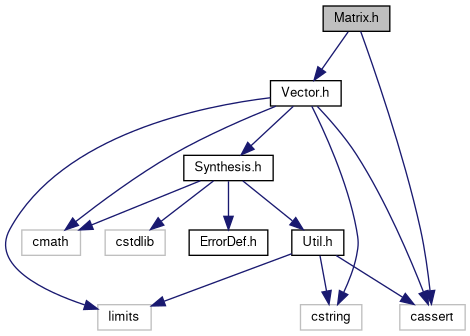 Matrix.h
Vector.h
Synthesis.h
cmath
cstdlib
ErrorDef.h
Util.h
limits
cstring
cassert